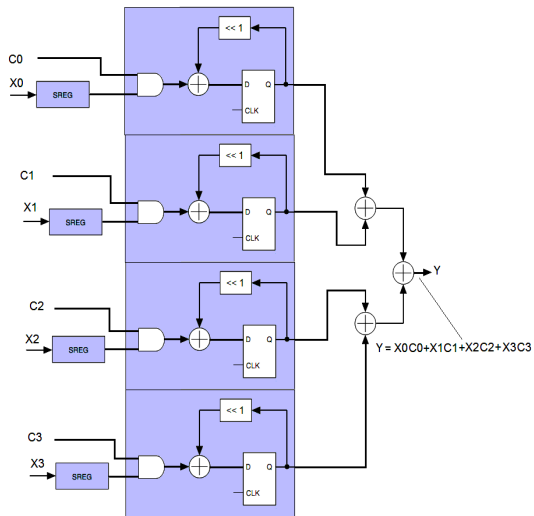 << 1
C0
X0
SREG
D Q
CLK
<< 1
C1
X1
SREG
D Q
CLK
Y
<< 1
C2
X2
SREG
D Q
CLK
Y = X0C0+X1C1+X2C2+X3C3
<< 1
C3
X3
SREG
D Q
CLK